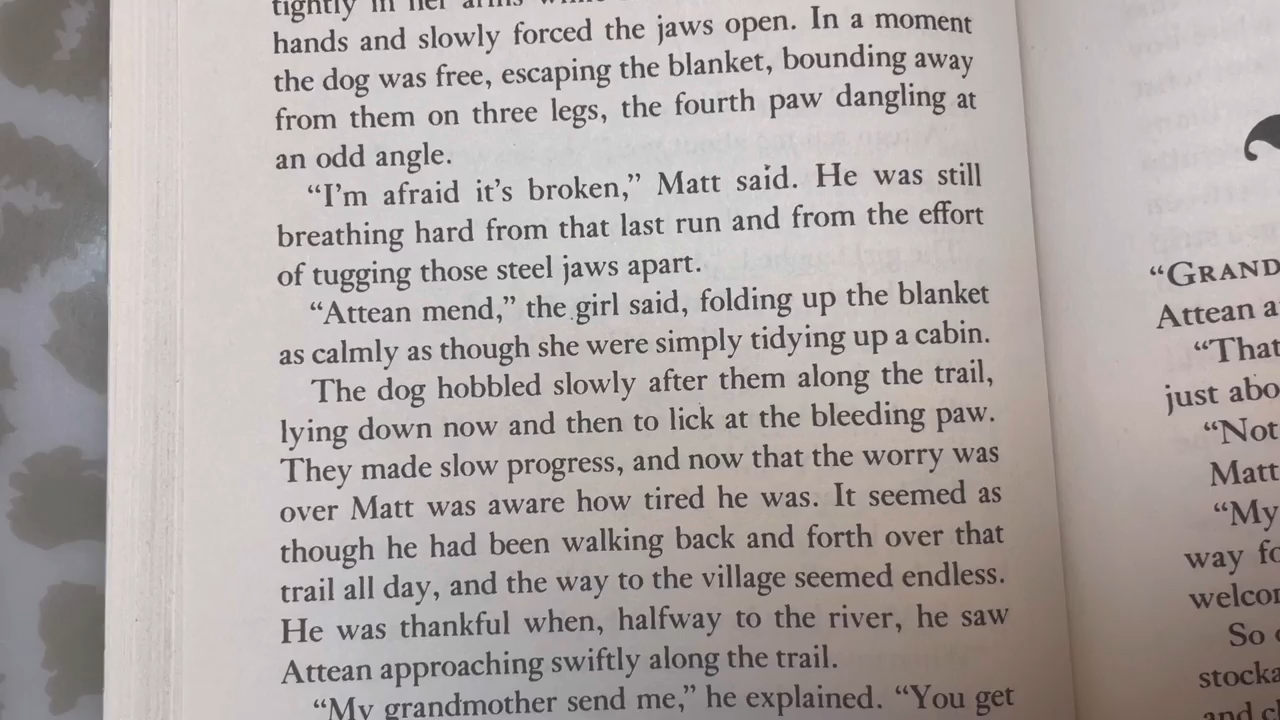 tightly in her arms
hands and slowly forced the jaws open. In a moment
the dog was free, escaping the blanket, bounding away
from them on three legs, the fourth paw dangling at
an odd angle.
“I'm afraid it's broken,” Matt said. He was still
breathing hard from that last run and from the effort
of tugging those steel jaws apart.
“Attean mend,” the girl said, folding up the blanket
as calmly as though she were simply tidying up a cabin.
The dog hobbled slowly after them along the trail,
lying down now and then to lick at the bleeding paw.
They made slow progress, and now that the worry was
over Matt was aware how tired he was. It seemed as
though he had been walking back and forth over that
trail all day, and the way to the village seemed endless.
He was thankful when, halfway to the river, he saw
Attean approaching swiftly along the trail.
“My grandmother send me,” he explained. “You get
“GRAND
Attean a
“That
just abo
“Not
Matt
“My
way fo
welcor
So
stocka
and c